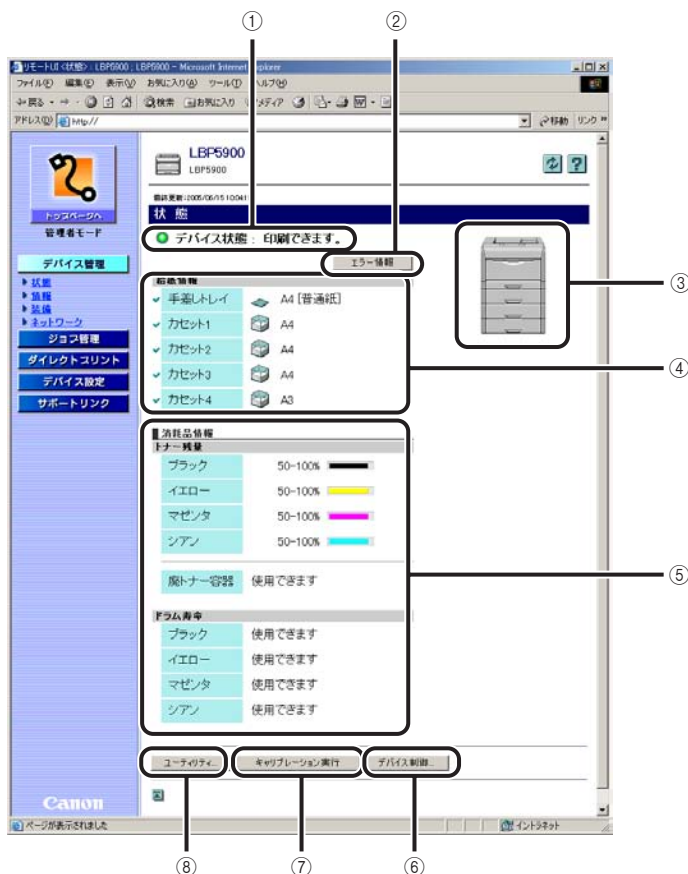 ① ②
リモートUI <状態> : LBP5900 ; LBP5900 - Microsoft Internet Explorer
ファイル(F) 編集(E) 表示(V) お気に入り(A) ツール(T) ヘルプ(H)
戻る 検索 お気に入り メディア
アドレス(D) http:// 移動 リンク »
LBP5900
LBP5900
最終更新:2005/06/15 10:04
トップページへ
管理者モード
状態
デバイス状態 : 印刷できます。
エラー情報
③
デバイス管理
状態
情報
装備
ネットワーク
ジョブ管理
ダイレクトプリント
デバイス設定
サポートリンク
給紙情報
手差しトレイ A4 [普通紙]
カセット1 A4
カセット2 A4
カセット3 A4
カセット4 A3
④
消耗品情報
トナー残量
ブラック 50-100%
イエロー 50-100%
マゼンタ 50-100%
シアン 50-100%
⑤
廃トナー容器 使用できます
ドラム寿命
ブラック 使用できます
イエロー 使用できます
マゼンタ 使用できます
シアン 使用できます
ユーティリティ... キャリブレーション実行 デバイス制御...
Canon
ページが表示されました イントラネット
⑧ ⑦ ⑥